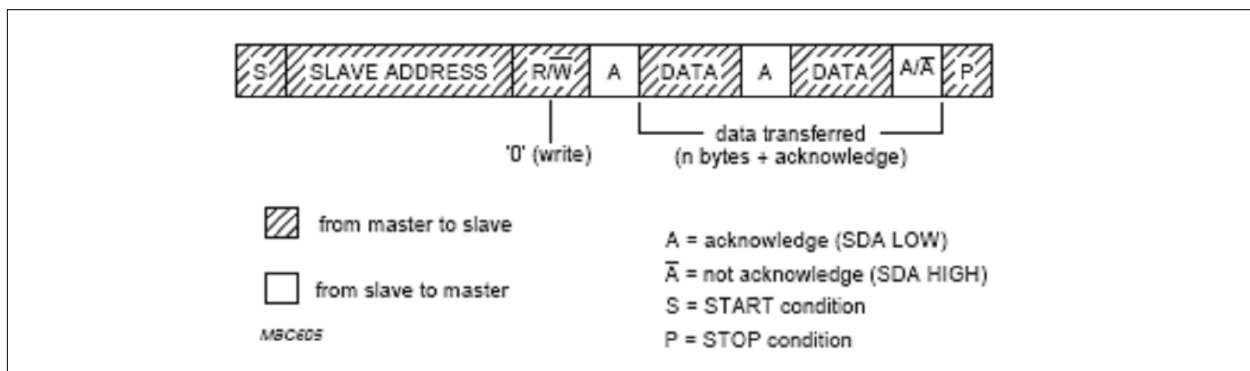 S SLAVE ADDRESS R/W̅ A DATA A DATA A/A̅ P
data transferred
'0' (write)
(n bytes + acknowledge)
from master to slave
from slave to master
MBC605
A = acknowledge (SDA LOW)
A̅ = not acknowledge (SDA HIGH)
S = START condition
P = STOP condition